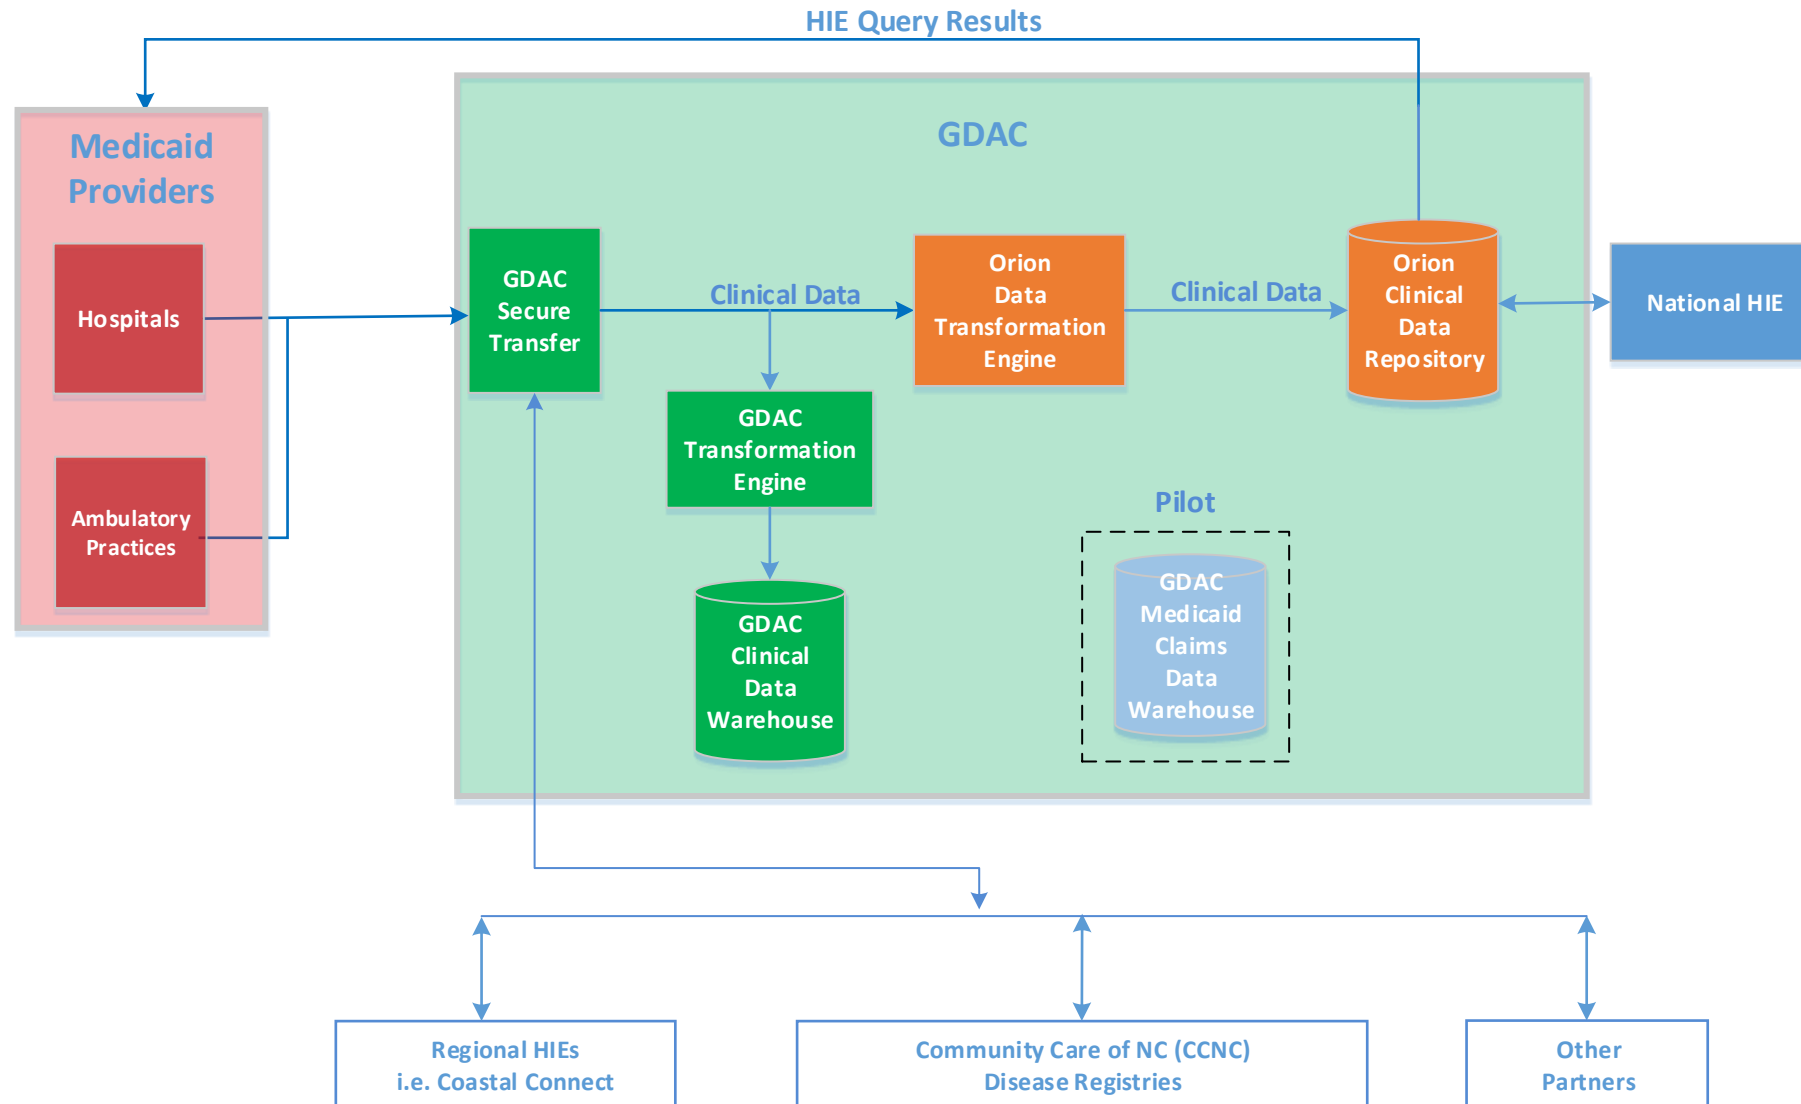 HIE Query Results
Medicaid
Providers
GDAC
Hospitals
Ambulatory
Practices
GDAC
Secure
Transfer
Clinical Data
Orion
Data
Transformation
Engine
Clinical Data
Orion
Clinical
Data
Repository
National HIE
GDAC
Transformation
Engine
GDAC
Clinical
Data
Warehouse
Pilot
GDAC
Medicaid
Claims
Data
Warehouse
Regional HIEs
i.e. Coastal Connect
Community Care of NC (CCNC)
Disease Registries
Other
Partners